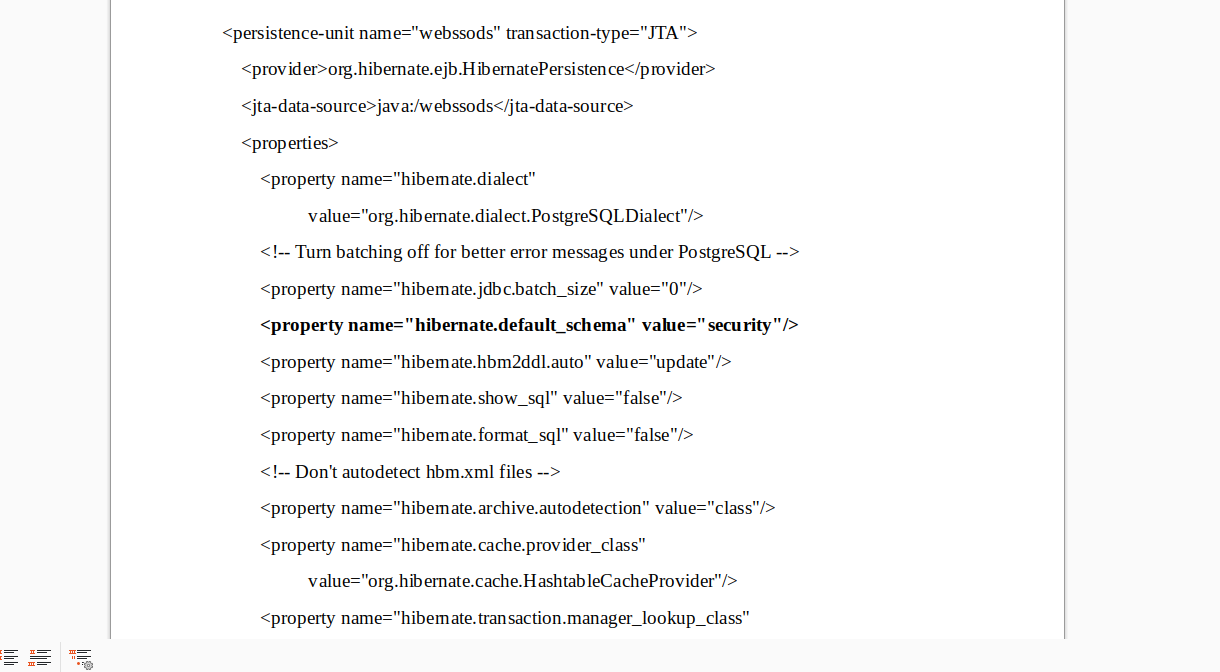 <persistence-unit name="webssods" transaction-type="JTA">
<provider>org.hibernate.ejb.HibernatePersistence</provider>
<jta-data-source>java:/webssods</jta-data-source>
<properties>
<property name="hibernate.dialect"
value="org.hibernate.dialect.PostgreSQLDialect"/>
<!-- Turn batching off for better error messages under PostgreSQL -->
<property name="hibernate.jdbc.batch_size" value="0"/>
<property name="hibernate.default_schema" value="security"/>
<property name="hibernate.hbm2ddl.auto" value="update"/>
<property name="hibernate.show_sql" value="false"/>
<property name="hibernate.format_sql" value="false"/>
<!-- Don't autodetect hbm.xml files -->
<property name="hibernate.archive.autodetection" value="class"/>
<property name="hibernate.cache.provider_class"
value="org.hibernate.cache.HashtableCacheProvider"/>
<property name="hibernate.transaction.manager_lookup_class"